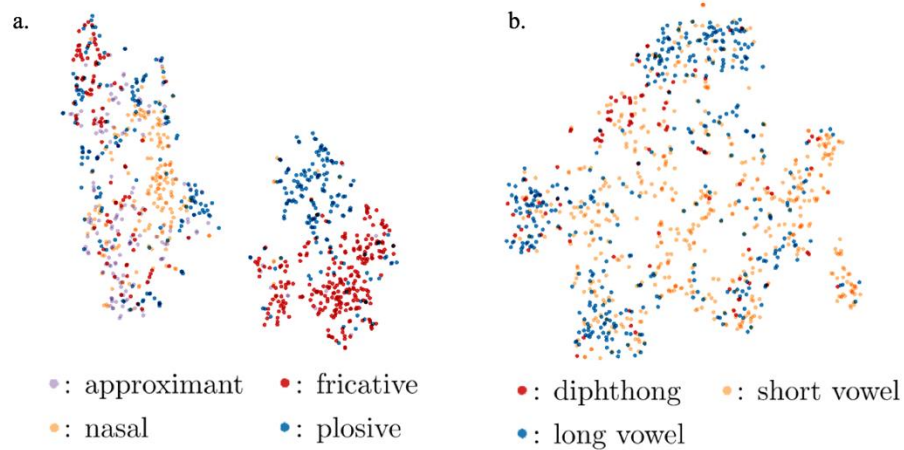 a.
b.
: approximant
: fricative
: nasal
: plosive
: diphthong
: short vowel
: long vowel